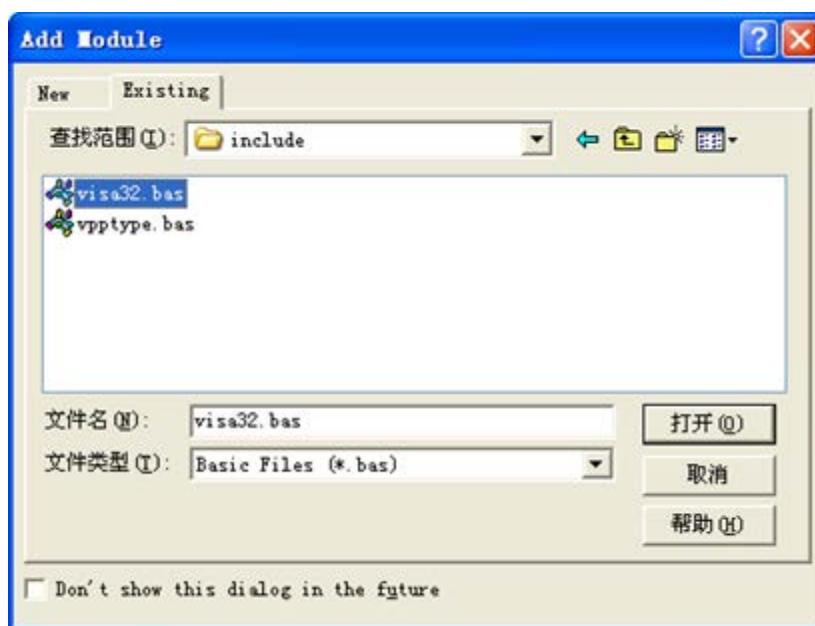 Add Module
New Existing
查找范围(I): include
visa32.bas
vpptype.bas
文件名(N): visa32.bas 打开(O)
文件类型(T): Basic Files (*.bas) 取消
帮助(H)
Don't show this dialog in the future